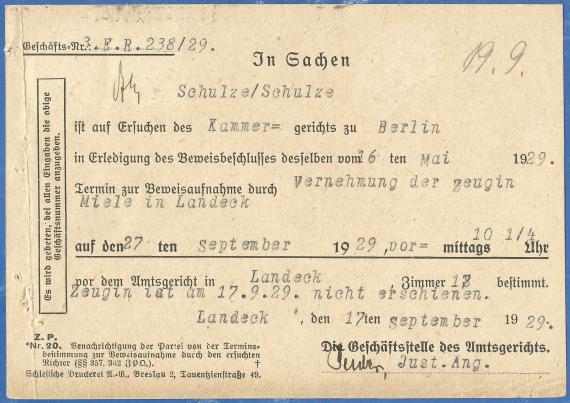 Geschäfts-Nr.: 3.E.R.238/29.
In Sachen
19.9.
Schulze/Schulze
ist auf Ersuchen des Kammer= gerichts zu Berlin
in Erledigung des Beweisbeschlusses desselben vom 26 ten Mai 1929.
Termin zur Beweisaufnahme durch Vernehmung der Zeugin
Miele in Landeck
auf den 27 ten September 1929, vor= mittags 10 1/4 Uhr
vor dem Amtsgericht in Landeck, Zimmer 12 bestimmt.
Zeugin ist am 17.9.29. nicht erschienen.
Landeck, den 17ten September 1929.
Es wird gebeten, bei allen Eingaben die obige
Geschäftsnummer anzugeben.
Z.P.
*Nr. 20. Benachrichtigung der Partei von der Termins-
bestimmung zur Beweisaufnahme durch den ersuchten
Richter (§§ 357, 362 ZPO.). †
Schlesische Druckerei A.-G., Breslau 2, Tauentzienstraße 49.
Die Geschäftsstelle des Amtsgerichts.
Just.Ang.